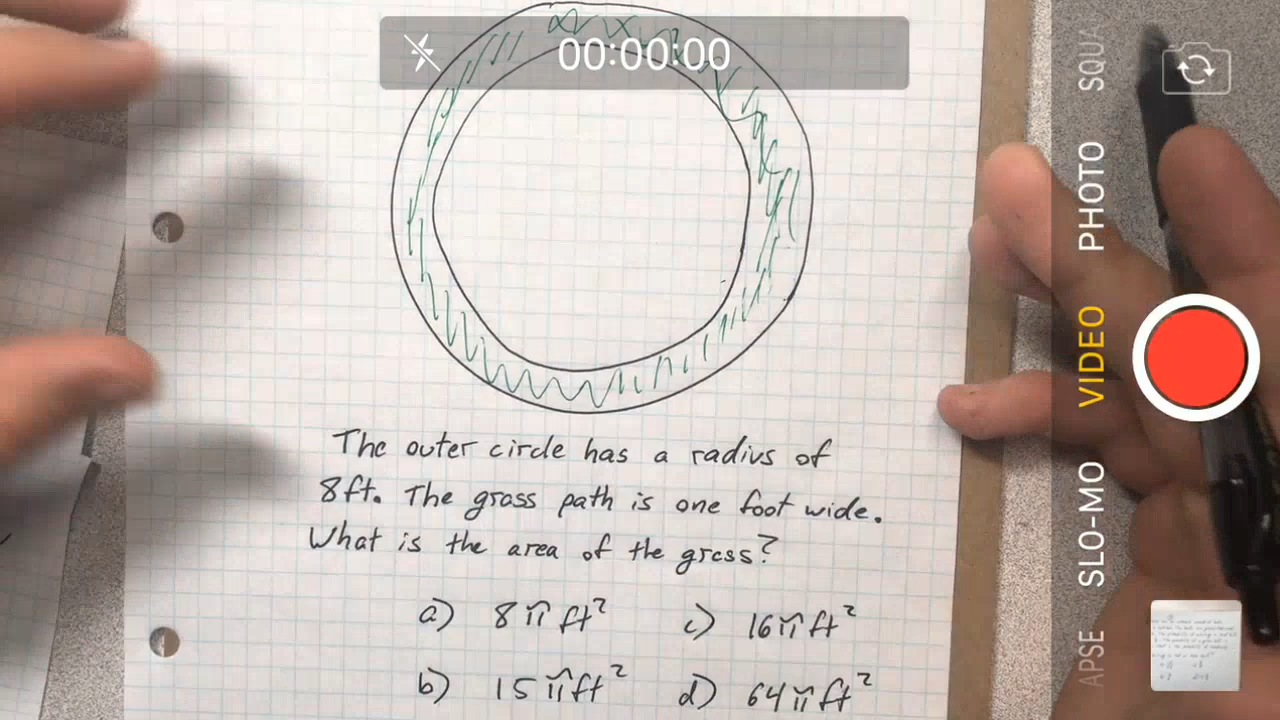 00:00:00
The outer circle has a radius of
8ft. The grass path is one foot wide.
What is the area of the grass?
a) 8π ft² c) 16π ft²
b) 15π ft² d) 64π ft²
SQUA
PHOTO
VIDEO
SLO-MO
APSE